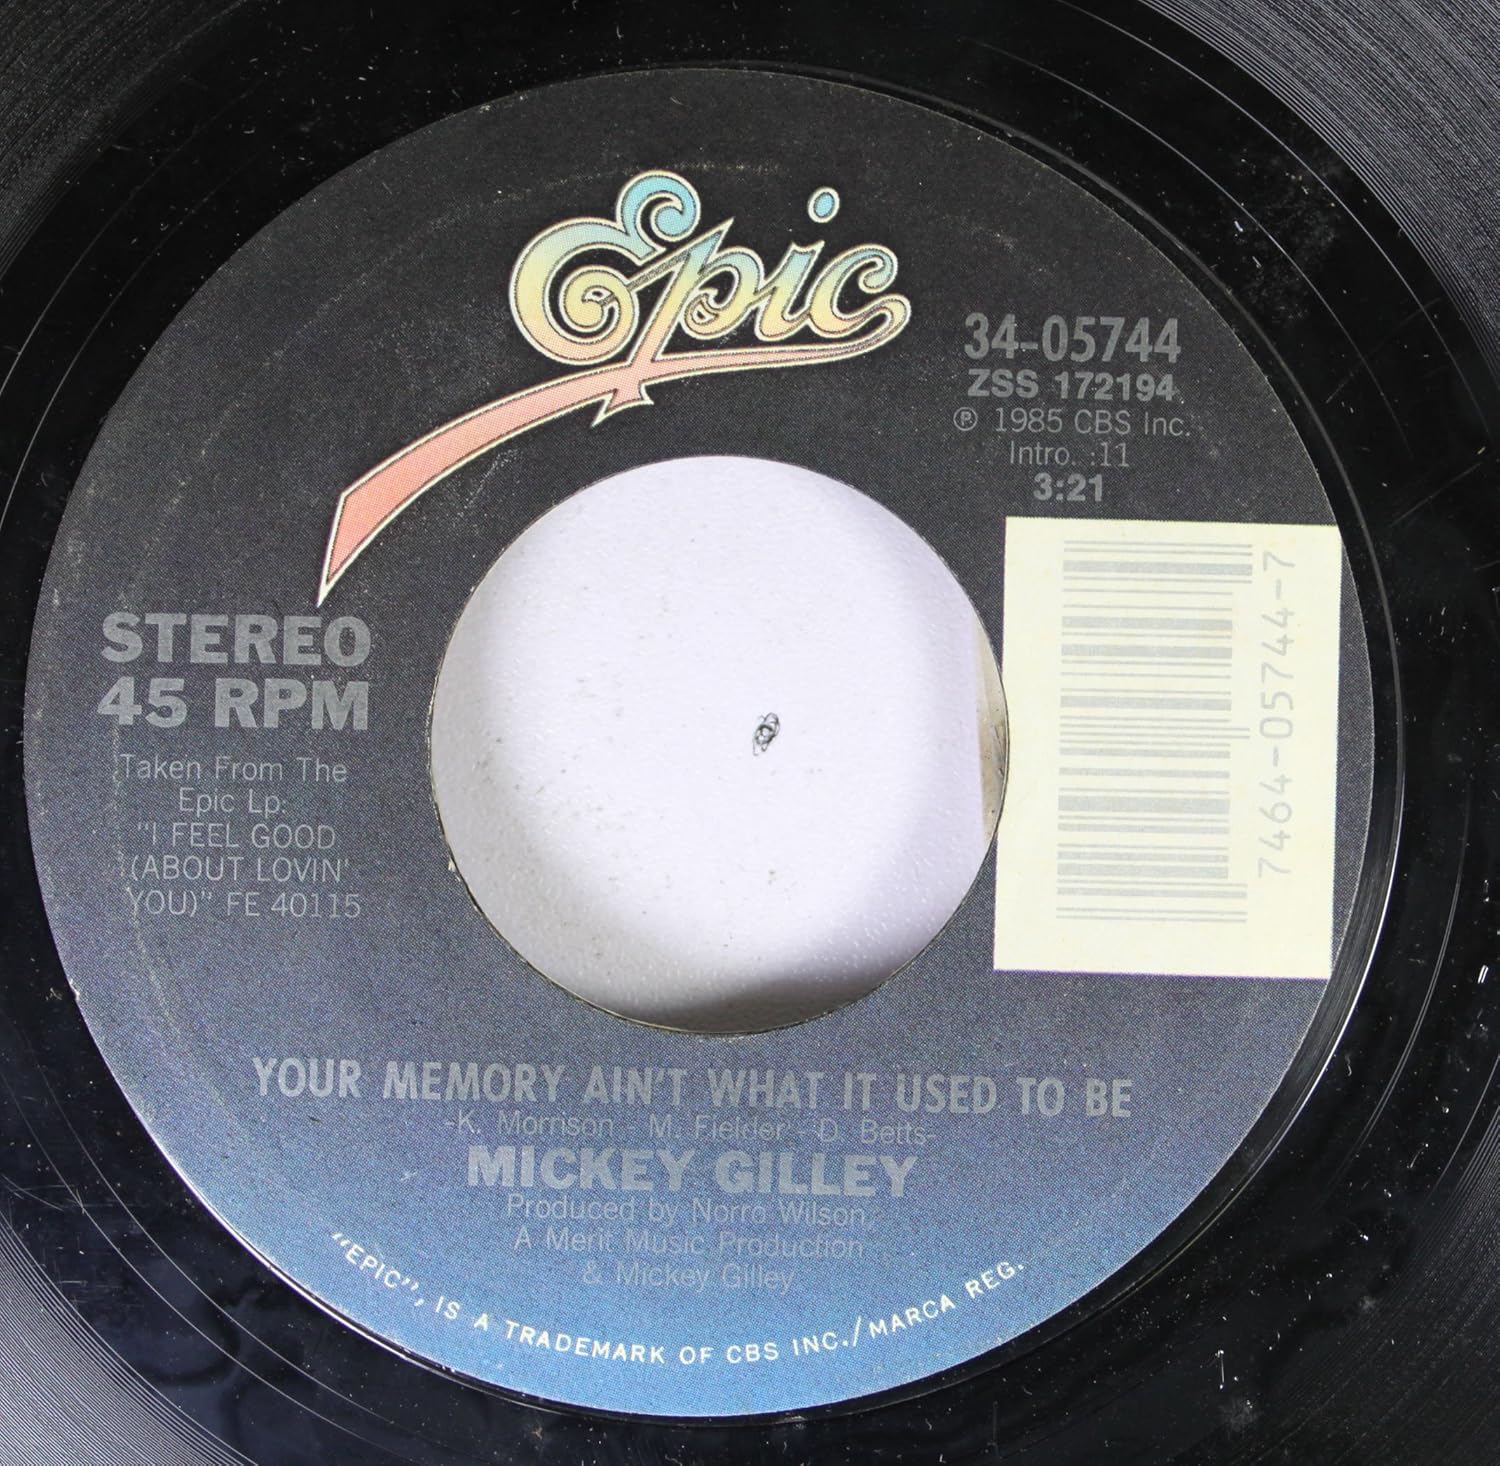 Epic
34-05744
ZSS 172194
℗ 1985 CBS Inc.
Intro. :11
3:21
STEREO
45 RPM
Taken From The
Epic Lp:
"I FEEL GOOD
(ABOUT LOVIN'
YOU)" FE 40115
7464-05744-7
YOUR MEMORY AIN'T WHAT IT USED TO BE
-K. Morrison - M. Fielder - D. Betts-
MICKEY GILLEY
Produced by Norro Wilson,
A Merit Music Production
& Mickey Gilley
"EPIC", IS A TRADEMARK OF CBS INC./MARCA REG.